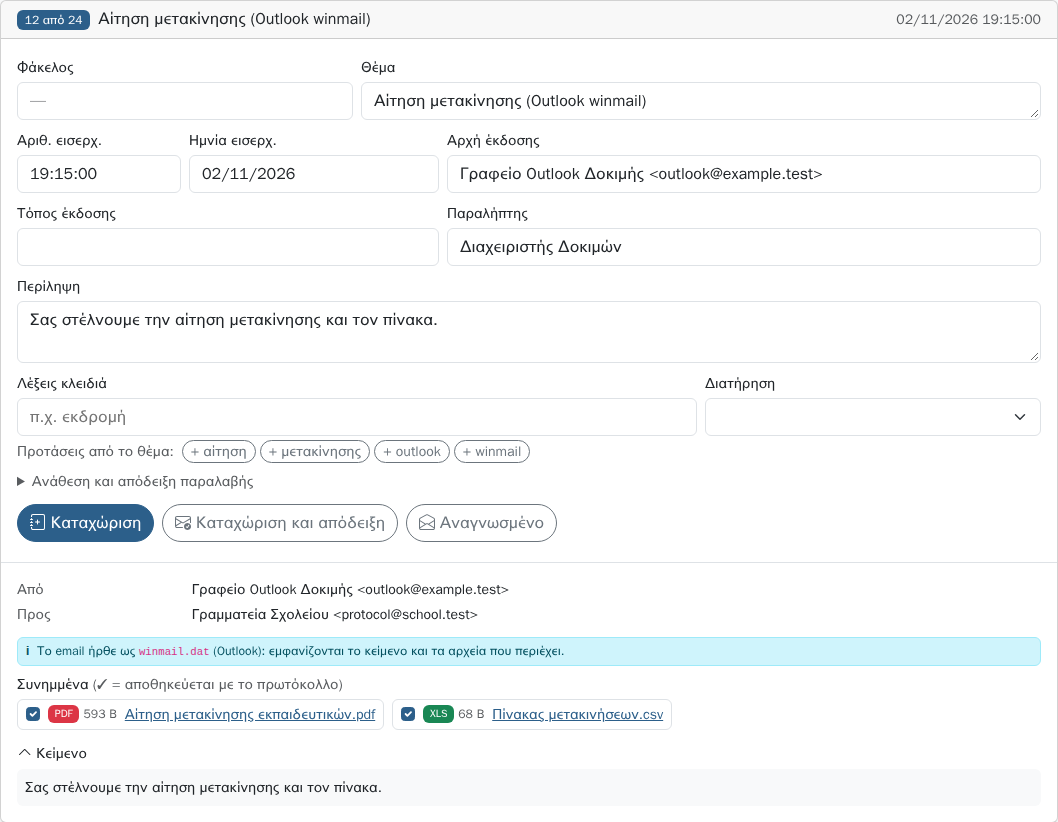 12 από 24 Αίτηση μετακίνησης (Outlook winmail) 02/11/2026 19:15:00
Φάκελος Θέμα
— Αίτηση μετακίνησης (Outlook winmail)
Αριθ. εισερχ. Ημνία εισερχ. Αρχή έκδοσης
19:15:00 02/11/2026 Γραφείο Outlook Δοκιμής <outlook@example.test>
Τόπος έκδοσης Παραλήπτης
Διαχειριστής Δοκιμών
Περίληψη
Σας στέλνουμε την αίτηση μετακίνησης και τον πίνακα.
Λέξεις κλειδιά Διατήρηση
π.χ. εκδρομή
Προτάσεις από το θέμα: + αίτηση + μετακίνησης + outlook + winmail
▶ Ανάθεση και απόδειξη παραλαβής
Καταχώριση Καταχώριση και απόδειξη Αναγνωσμένο
Από Γραφείο Outlook Δοκιμής <outlook@example.test>
Προς Γραμματεία Σχολείου <protocol@school.test>
i Το email ήρθε ως winmail.dat (Outlook): εμφανίζονται το κείμενο και τα αρχεία που περιέχει.
Συνημμένα (✓ = αποθηκεύεται με το πρωτόκολλο)
PDF 593 B Αίτηση μετακίνησης εκπαιδευτικών.pdf XLS 68 B Πίνακας μετακινήσεων.csv
Κείμενο
Σας στέλνουμε την αίτηση μετακίνησης και τον πίνακα.